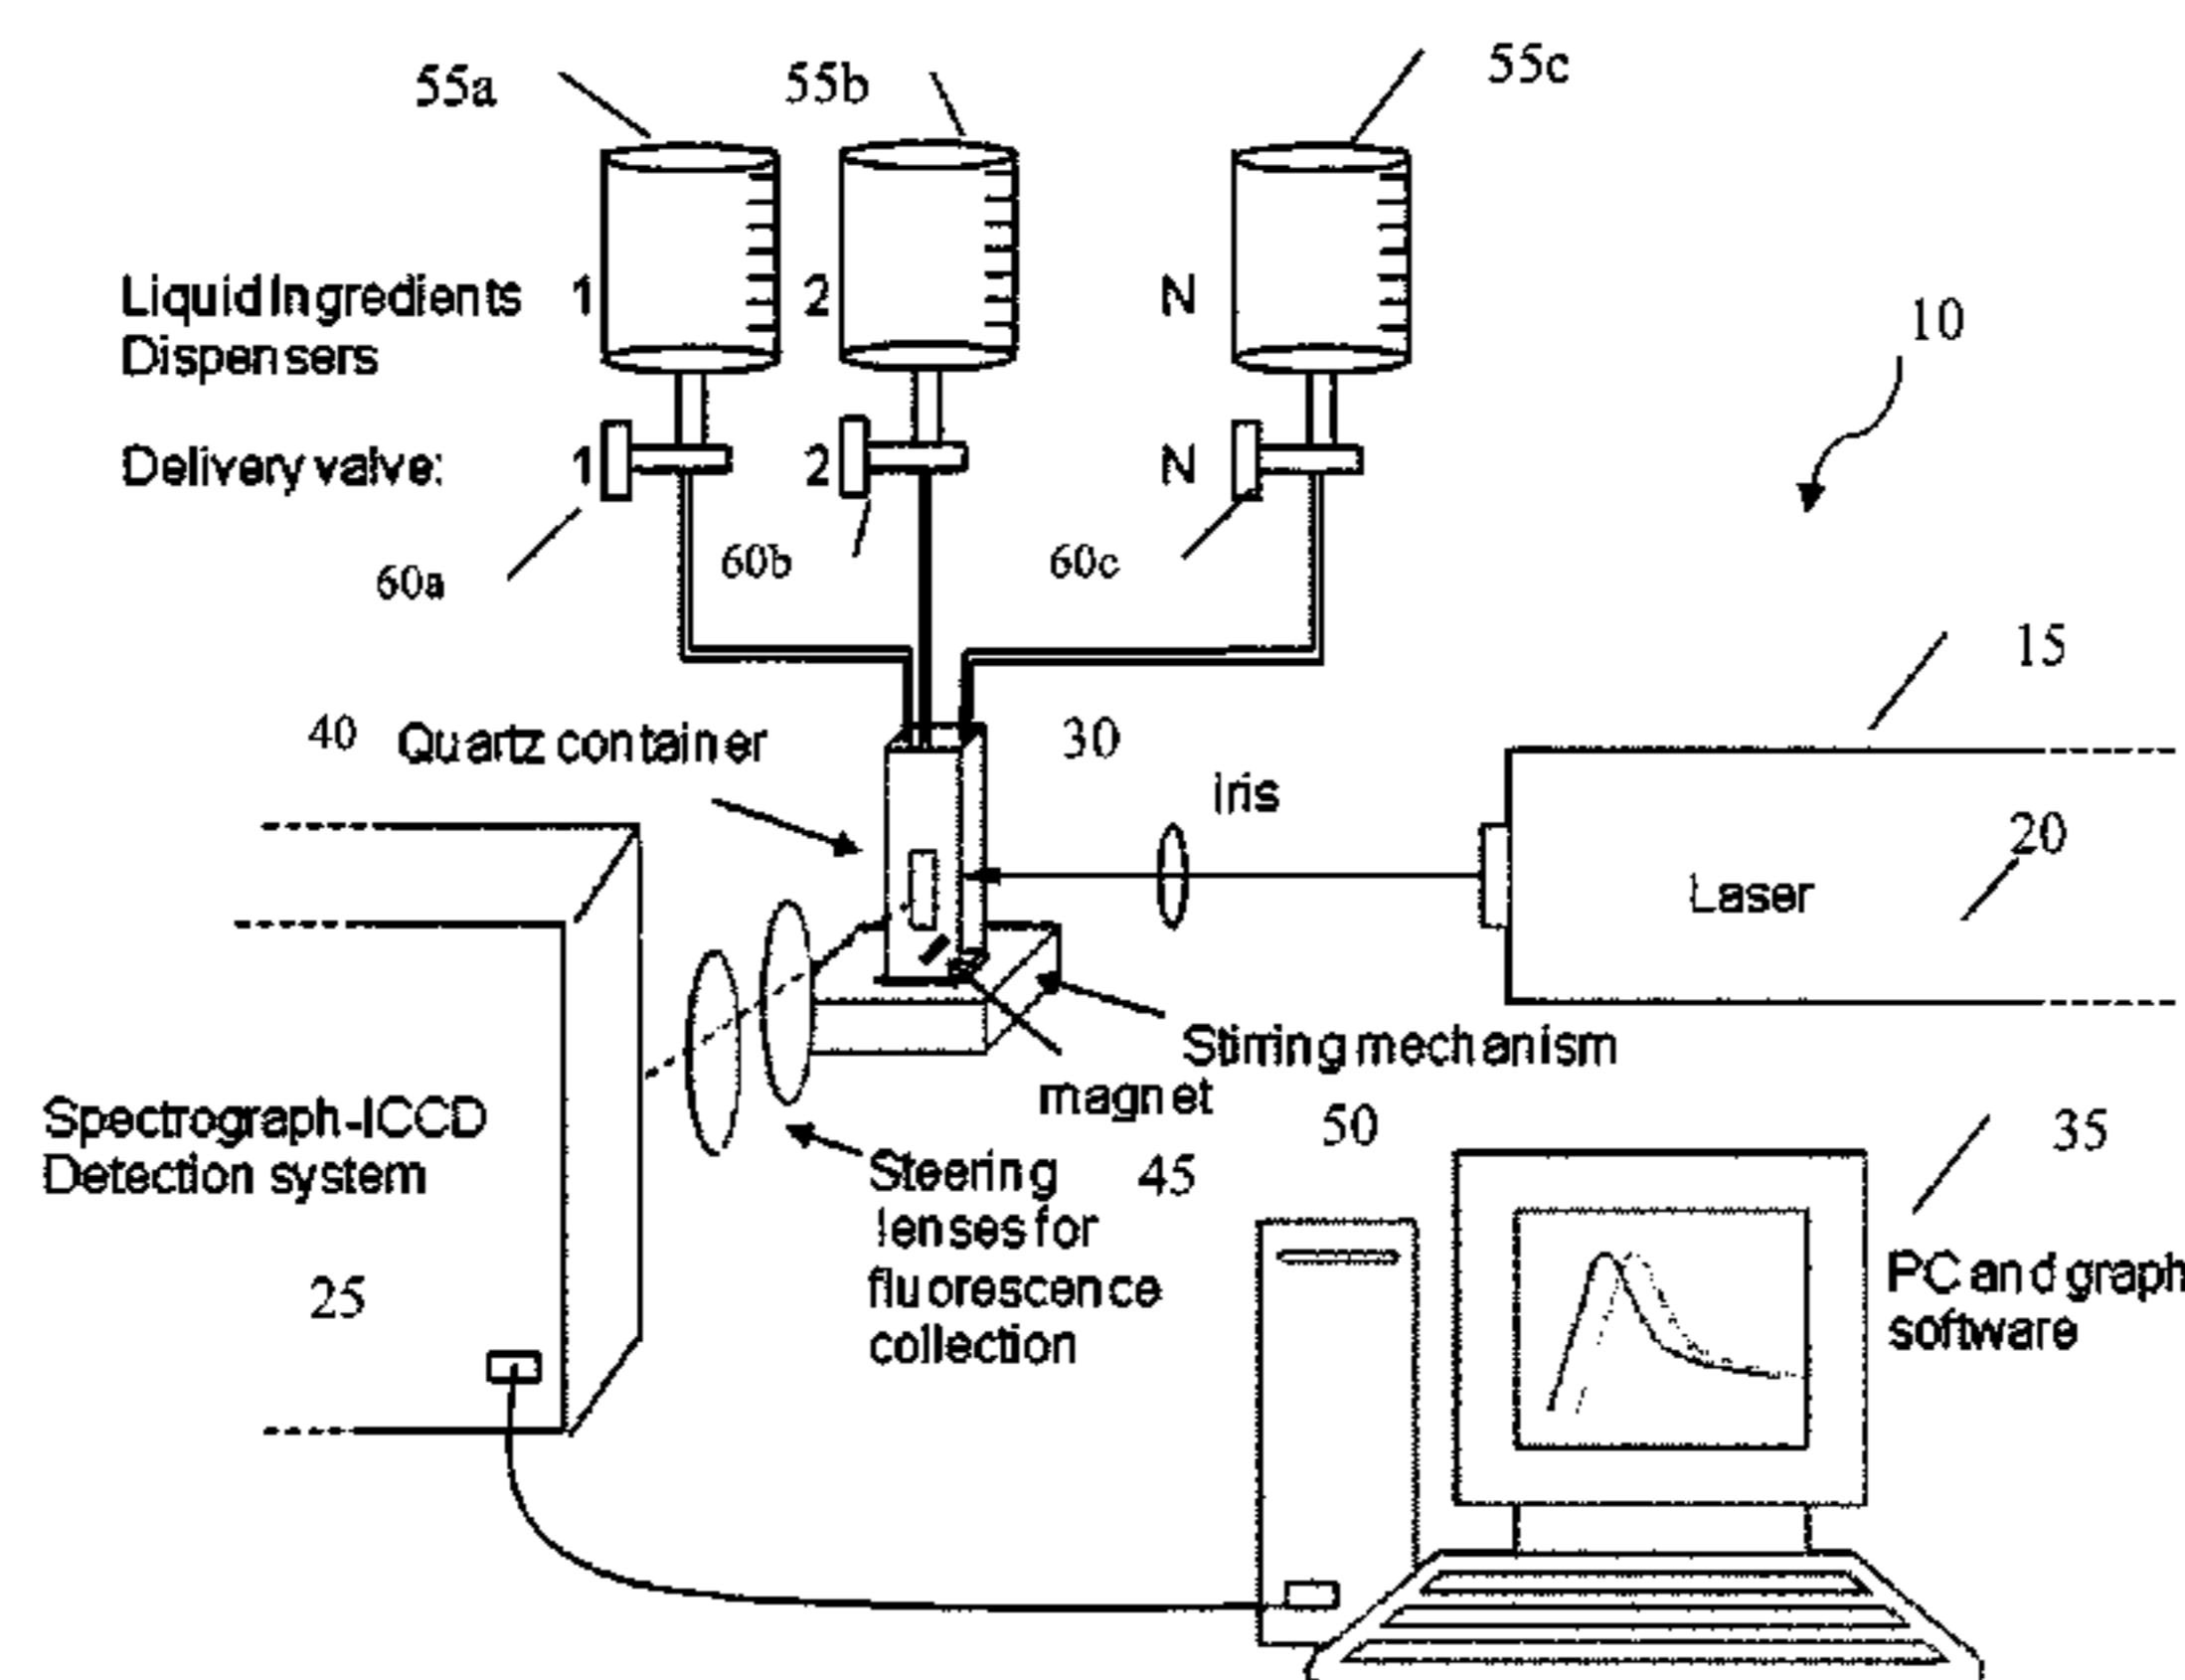 55a
55b
55c
Liquid Ingredients 1 2 N
Dispensers
10
Delivery valve: 1 2 N
60a
60b
60c
15
40
Quartz container
30
Iris
20
Laser
Stirring mechanism
magnet
50
35
Spectrograph-ICCD
Detection system
Steering
lenses for
fluorescence
collection
45
25
PC and graph
software